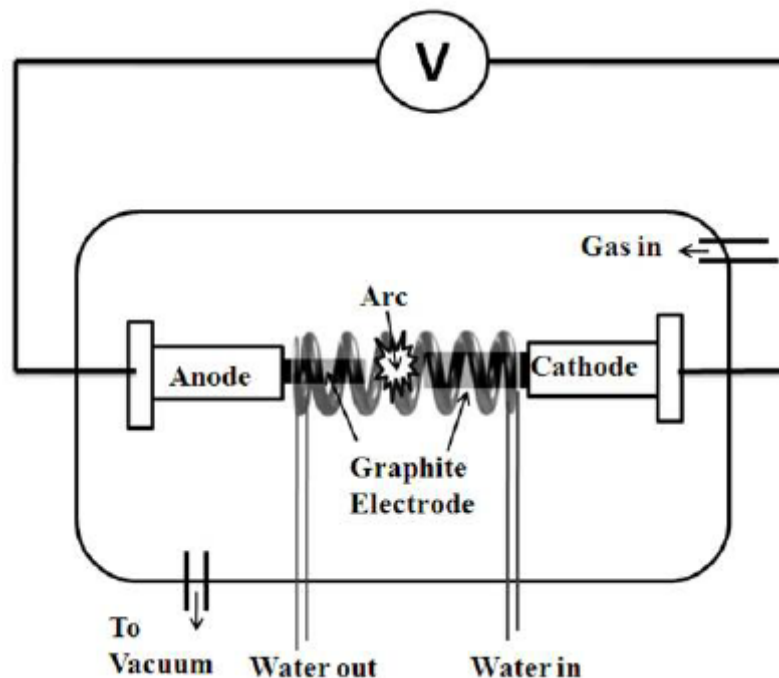 V
Gas in
Arc
Anode
Cathode
Graphite
Electrode
To
Vacuum
Water out
Water in